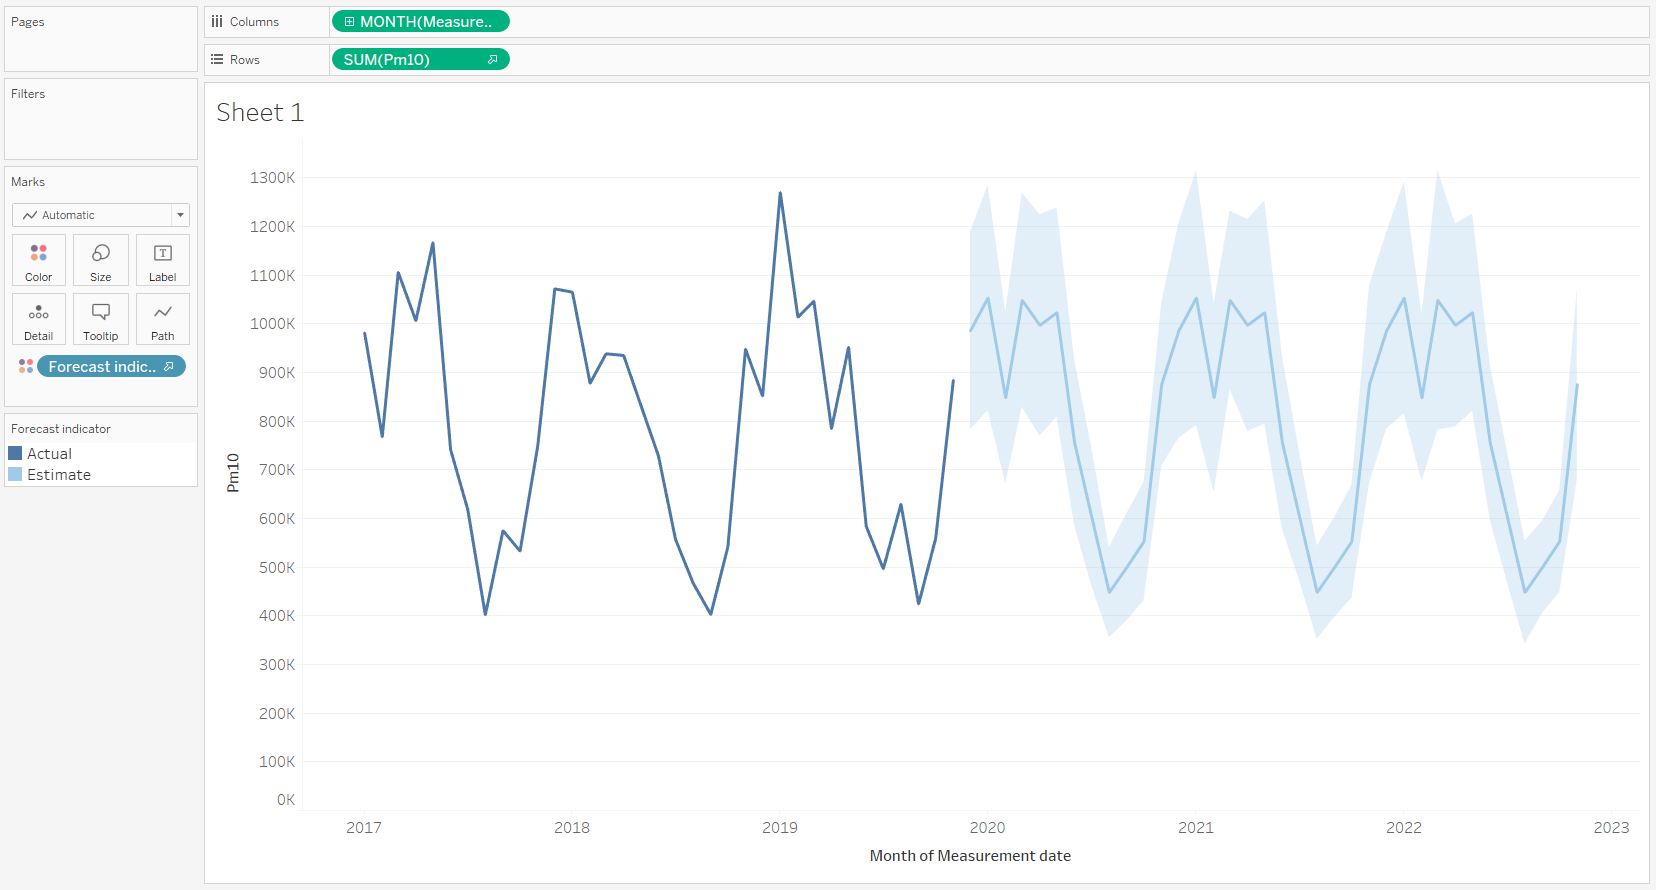 Pages
Columns
MONTH(Measure..
Rows
SUM(Pm10)
Filters
Marks
Automatic
Color
Size
Label
Detail
Tooltip
Path
Forecast indic..
Forecast indicator
Actual
Estimate
Sheet 1
1300K
1200K
1100K
1000K
900K
800K
700K
600K
500K
400K
300K
200K
100K
0K
Pm10
2017
2018
2019
2020
2021
2022
2023
Month of Measurement date